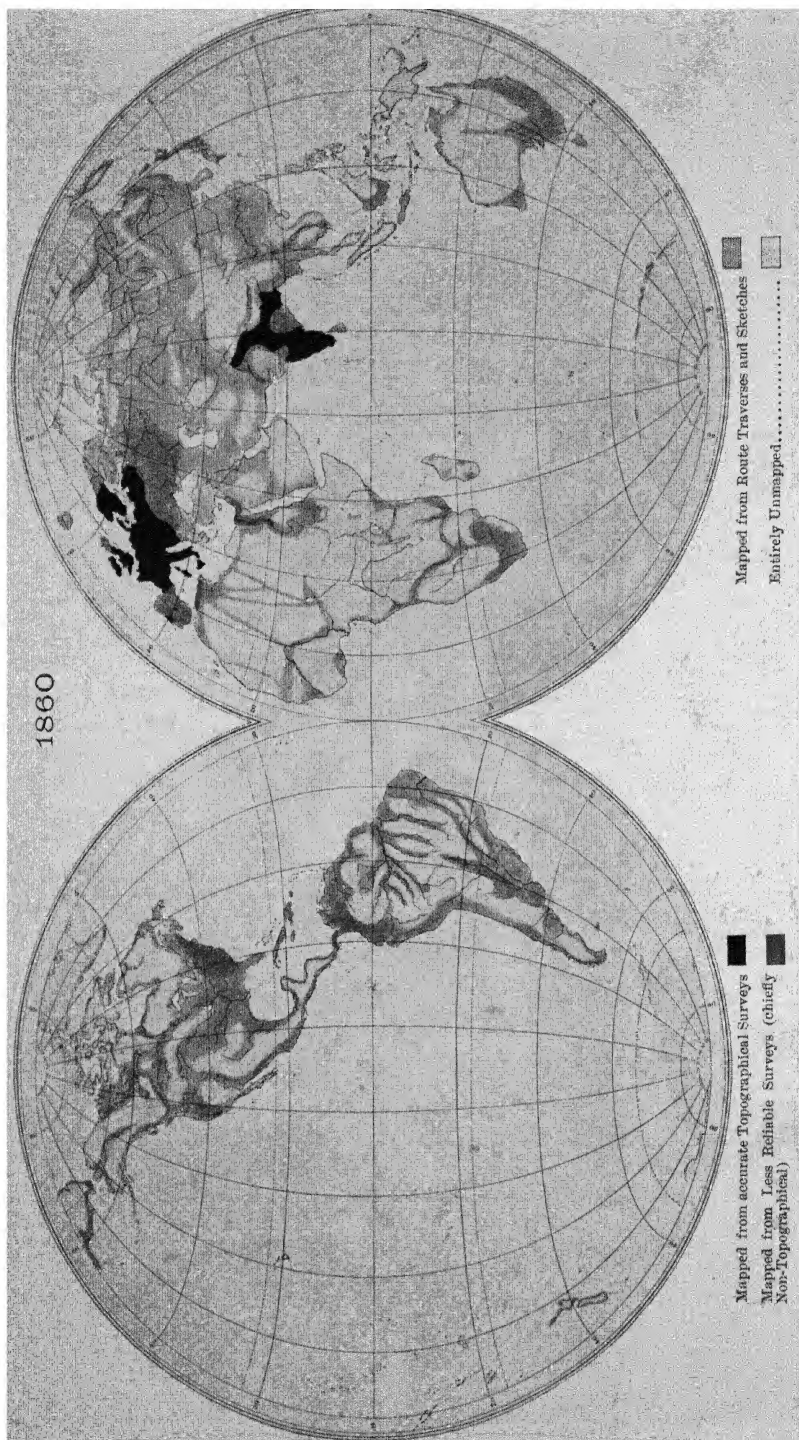 1860
Mapped from accurate Topographical Surveys
Mapped from Less Reliable Surveys (chiefly
Non-Topographical)
Mapped from Route Traverses and Sketches
Entirely Unmapped......................